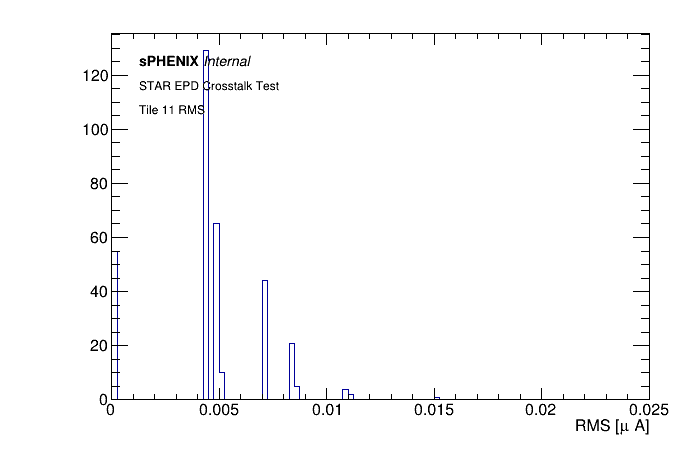 sPHENIX Internal
STAR EPD Crosstalk Test
Tile 11 RMS
120
100
80
60
40
20
0
0 0.005 0.01 0.015 0.02 0.025
RMS [μ A]